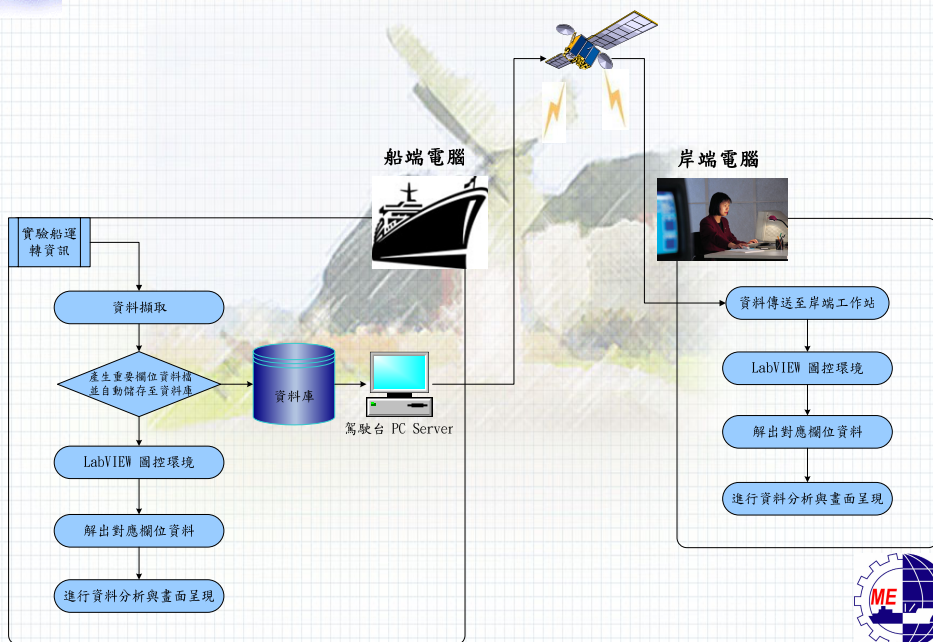 船端電腦
岸端電腦
實驗船運
轉資訊
資料擷取
產生重要欄位資料檔
並自動儲存至資料庫
資料庫
駕駛台 PC Server
LabVIEW 圖控環境
解出對應欄位資料
進行資料分析與畫面呈現
資料傳送至岸端工作站
LabVIEW 圖控環境
解出對應欄位資料
進行資料分析與畫面呈現
ME